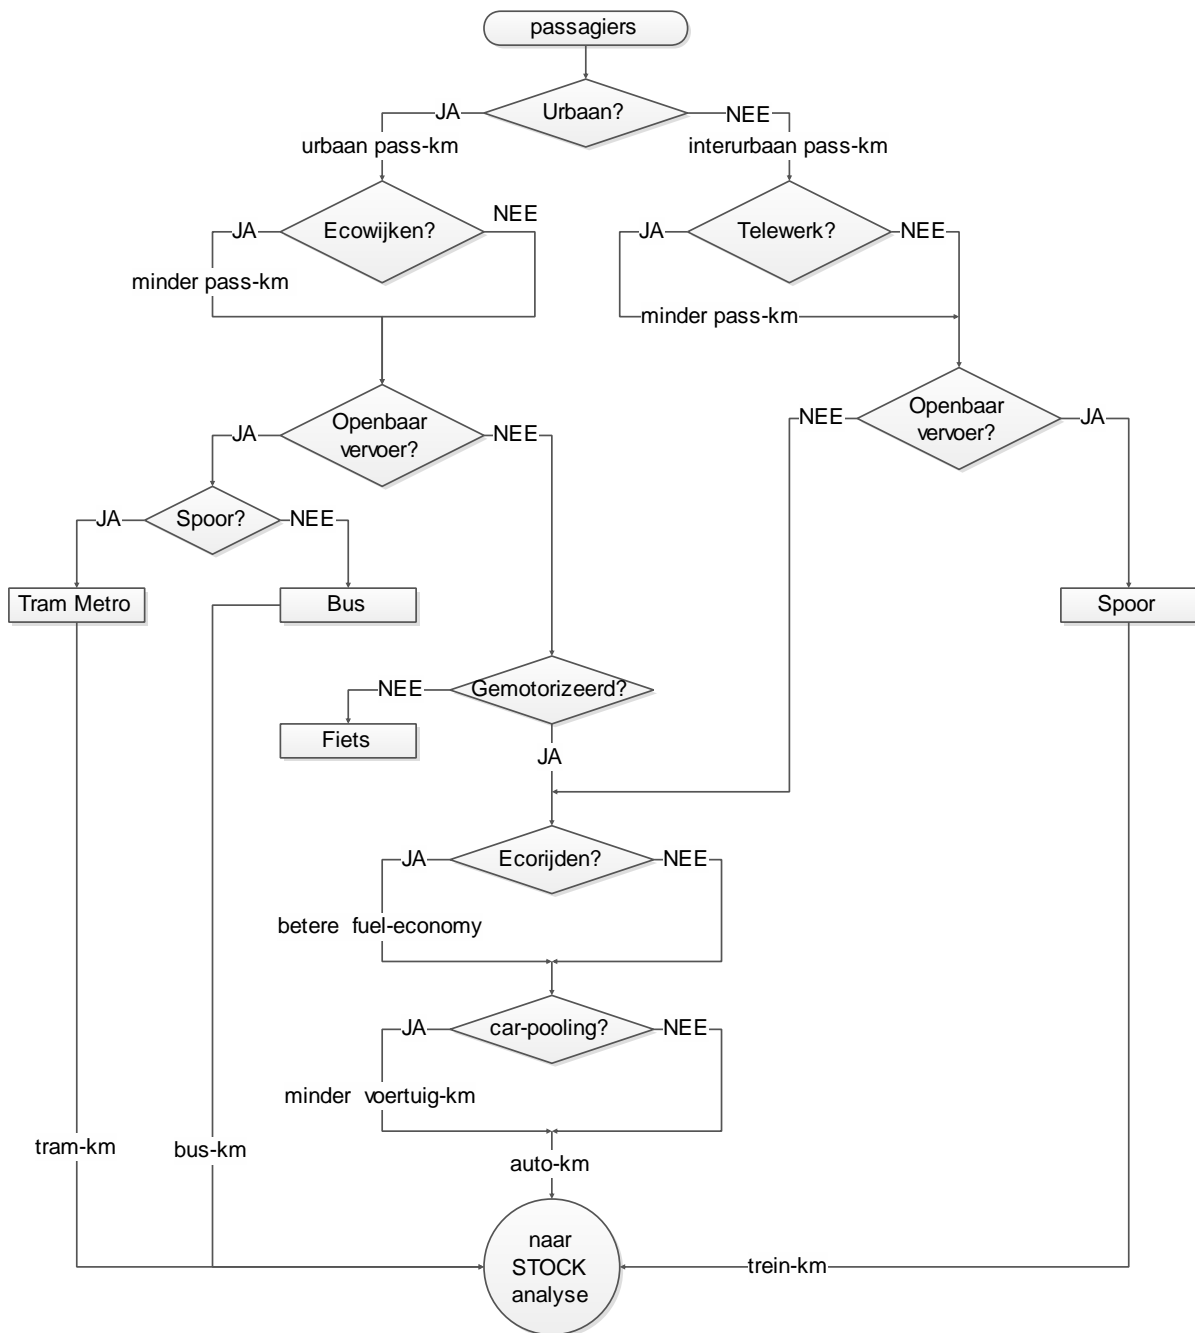 passagiers
Urbaan?
JA
NEE
urbaan pass-km
interurbaan pass-km
Ecowijken?
JA
NEE
Telewerk?
JA
NEE
minder pass-km
minder pass-km
Openbaar
vervoer?
JA
NEE
Openbaar
vervoer?
NEE
JA
Spoor?
JA
NEE
Tram Metro
Bus
Spoor
Gemotorizeerd?
NEE
Fiets
JA
Ecorijden?
JA
NEE
betere fuel-economy
car-pooling?
JA
NEE
minder voertuig-km
tram-km
bus-km
auto-km
naar
STOCK
analyse
trein-km